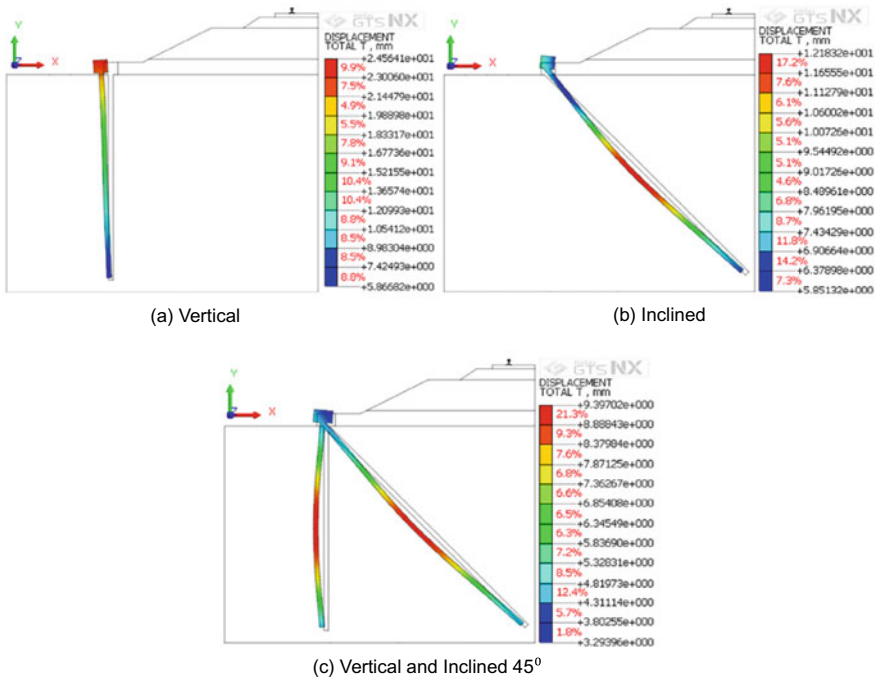 GTS NX
DISPLACEMENT
TOTAL T , mm
+2.45641e+001
9.9%
+2.30060e+001
7.5%
+2.14479e+001
4.9%
+1.98898e+001
5.5%
+1.83317e+001
7.8%
+1.67736e+001
9.1%
+1.52155e+001
10.4%
+1.36574e+001
10.4%
+1.20993e+001
8.8%
+1.05412e+001
8.5%
+8.98304e+000
8.5%
+7.42493e+000
8.8%
+5.86682e+000
Y
Z
X
(a) Vertical
GTS NX
DISPLACEMENT
TOTAL T , mm
+1.21832e+001
17.2%
+1.16555e+001
7.6%
+1.11279e+001
6.1%
+1.06002e+001
5.6%
+1.00726e+001
5.1%
+9.54492e+000
5.1%
+9.01726e+000
4.6%
+8.48961e+000
6.8%
+7.96195e+000
8.7%
+7.43429e+000
11.8%
+6.90664e+000
14.2%
+6.37898e+000
7.3%
+5.85132e+000
Y
Z
X
(b) Inclined
GTS NX
DISPLACEMENT
TOTAL T , mm
+9.39702e+000
21.3%
+8.88843e+000
9.3%
+8.37984e+000
7.6%
+7.87125e+000
6.8%
+7.36267e+000
6.6%
+6.85408e+000
6.5%
+6.34549e+000
6.3%
+5.83690e+000
7.2%
+5.32831e+000
8.5%
+4.81973e+000
12.4%
+4.31114e+000
5.7%
+3.80255e+000
1.8%
+3.29396e+000
Y
Z
X
(c) Vertical and Inclined 45⁰